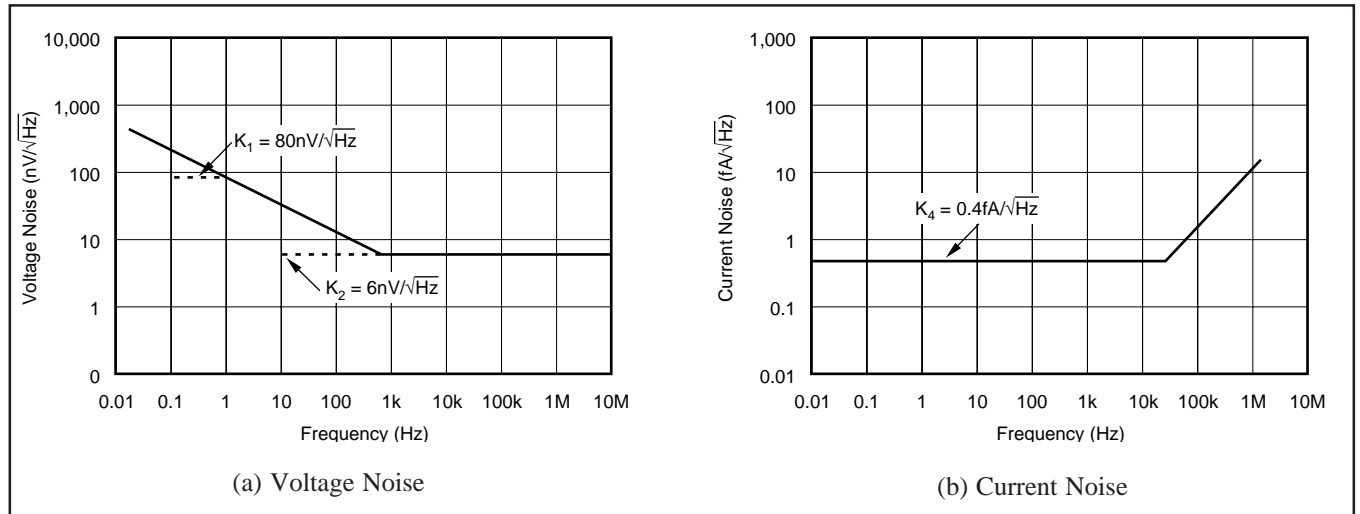 10,000
1,000
100
10
1
0
Voltage Noise (nV/√Hz)
K1 = 80nV/√Hz
K2 = 6nV/√Hz
0.01 0.1 1 10 100 1k 10k 100k 1M 10M
Frequency (Hz)
(a) Voltage Noise
1,000
100
10
1
0.1
0.01
Current Noise (fA/√Hz)
K4 = 0.4fA/√Hz
0.01 0.1 1 10 100 1k 10k 100k 1M 10M
Frequency (Hz)
(b) Current Noise